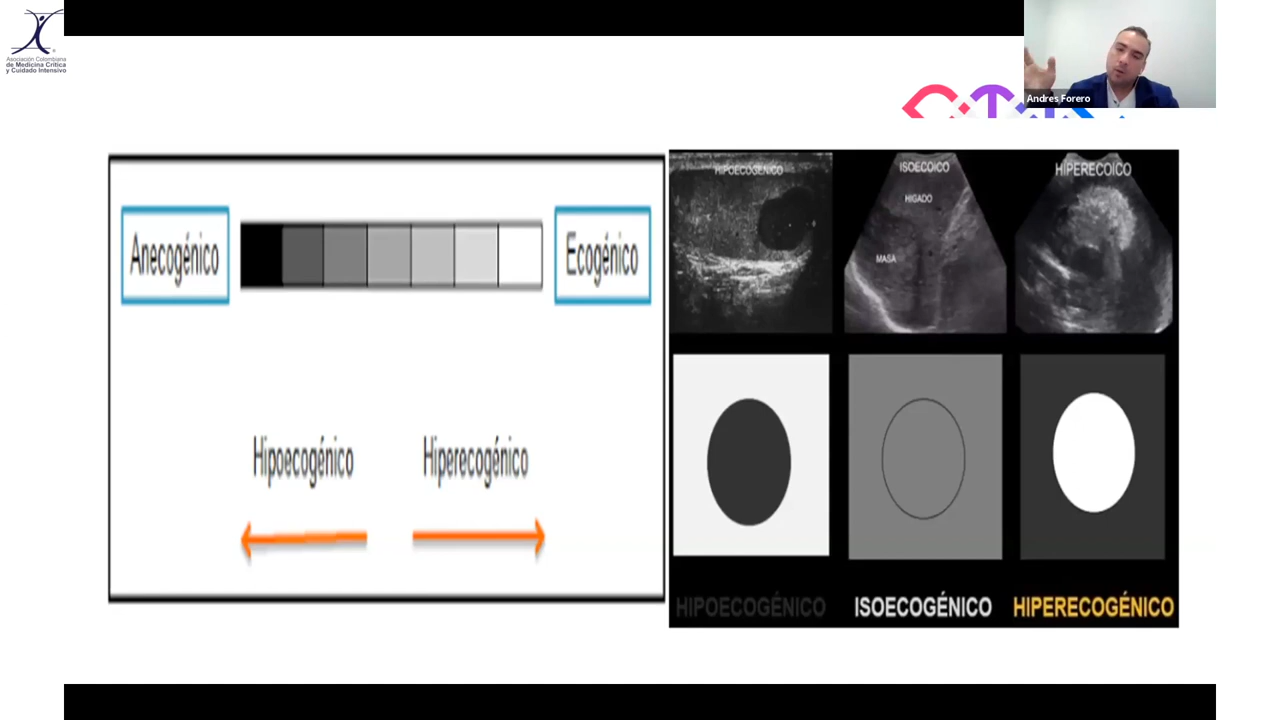 Asociación Colombiana
de Medicina Crítica
y Cuidado Intensivo
Andres Forero
Anecogénico
Ecogénico
Hipoecogénico
Hiperecogénico
HIPOECOGENICO
ISOECOICO
HIGADO
MASA
HIPERECOICO
HIPOECOGÉNICO
ISOECOGÉNICO
HIPERECOGÉNICO